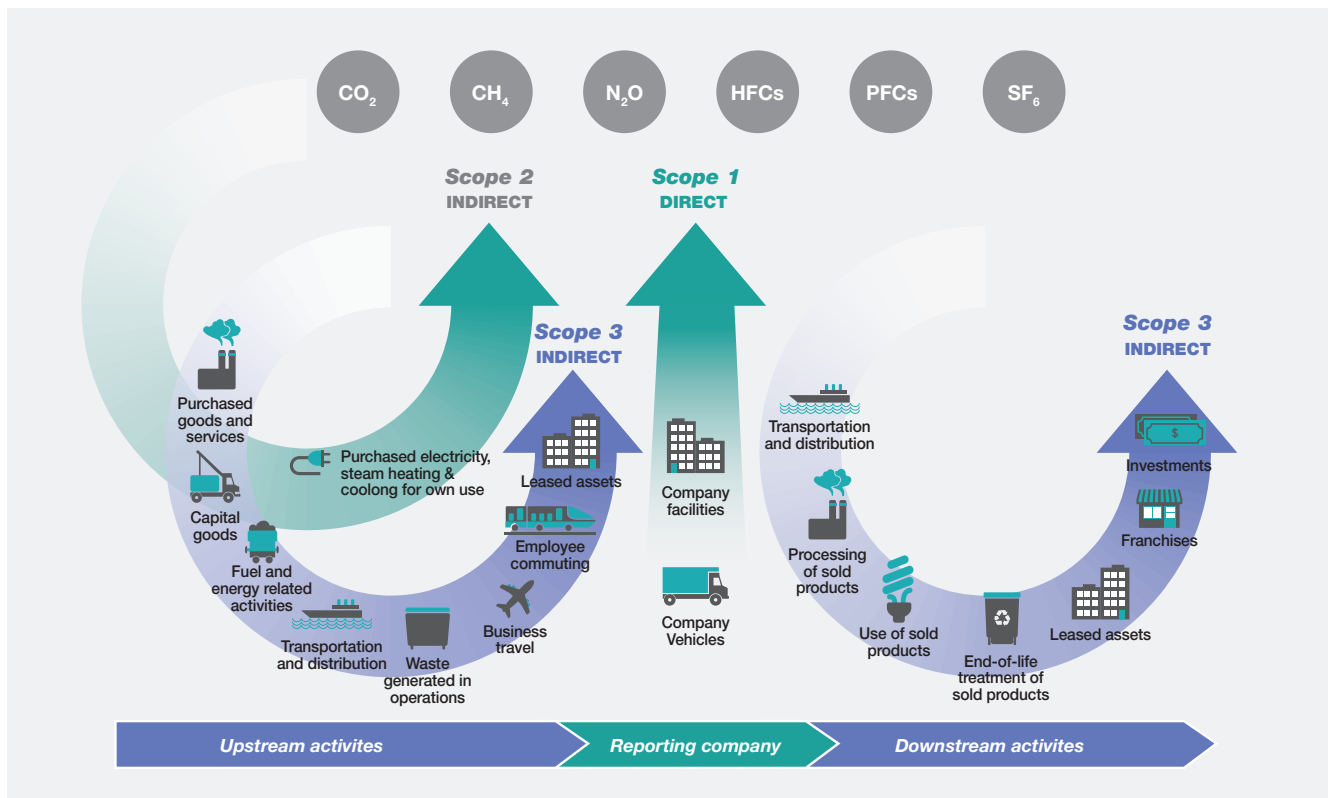 CO₂
CH₄
N₂O
HFCs
PFCs
SF₆
Scope 2
INDIRECT
Scope 1
DIRECT
Scope 3
INDIRECT
Scope 3
INDIRECT
Purchased
goods and
services
Capital
goods
Fuel and
energy related
activities
Transportation
and distribution
Waste
generated in
operations
Business
travel
Employee
commuting
Leased assets
Purchased electricity,
steam heating &
coolong for own use
Company
facilities
Company
Vehicles
Transportation
and distribution
Processing
of sold
products
Use of sold
products
End-of-life
treatment of
sold products
Leased assets
Franchises
$
Investments
Upstream activites
Reporting company
Downstream activites